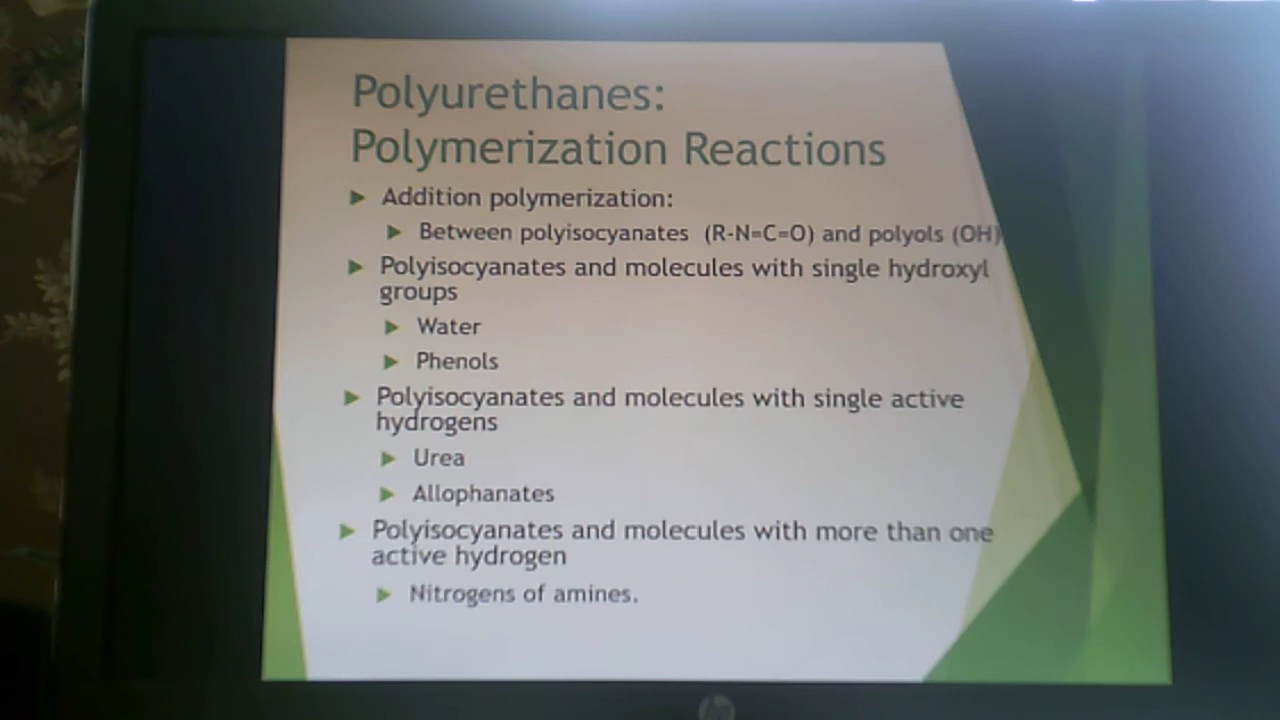 Polyurethanes:
Polymerization Reactions
Addition polymerization:
Between polyisocyanates (R-N=C=O) and polyols (OH)
Polyisocyanates and molecules with single hydroxyl
groups
Water
Phenols
Polyisocyanates and molecules with single active
hydrogens
Urea
Allophanates
Polyisocyanates and molecules with more than one
active hydrogen
Nitrogens of amines.
hp